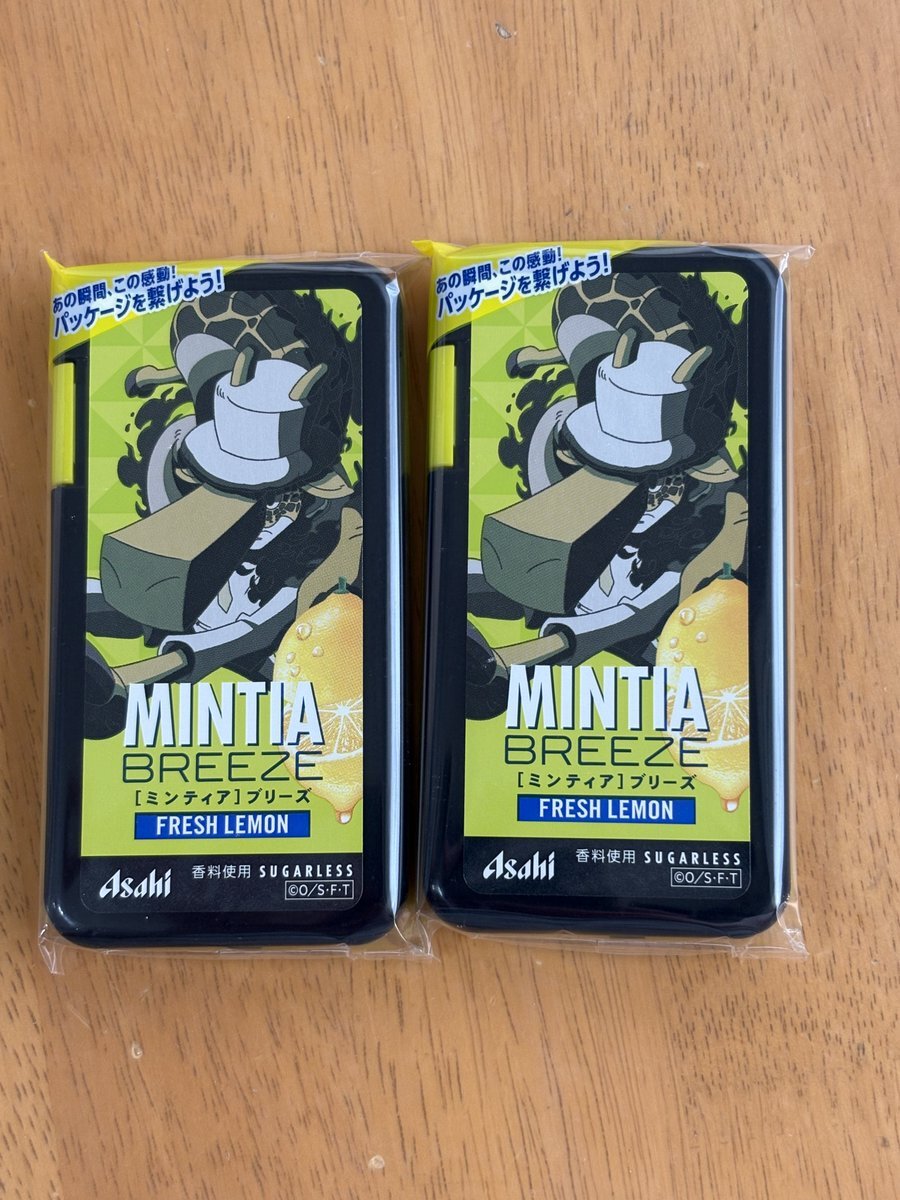 あの瞬間、この感動!
パッケージを繋げよう!
MINTIA
BREEZE
[ミンティア]ブリーズ
FRESH LEMON
Asahi 香料使用 SUGARLESS
©O/S・F・T
あの瞬間、この感動!
パッケージを繋げよう!
MINTIA
BREEZE
[ミンティア]ブリーズ
FRESH LEMON
Asahi 香料使用 SUGARLESS
©O/S・F・T